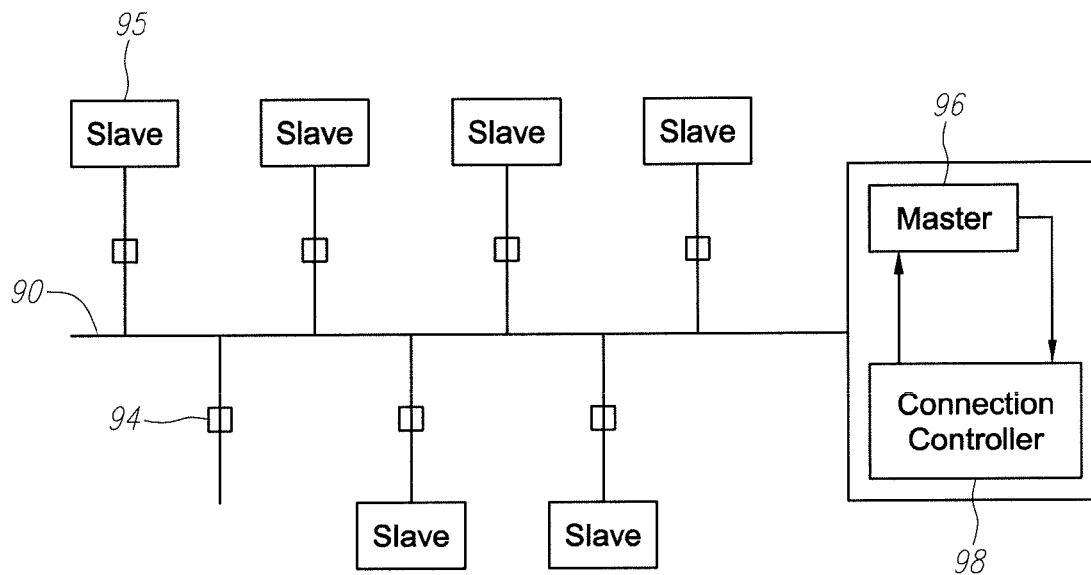 95
96
Slave
Slave
Slave
Slave
Master
90
94
Connection
Controller
Slave
Slave
98